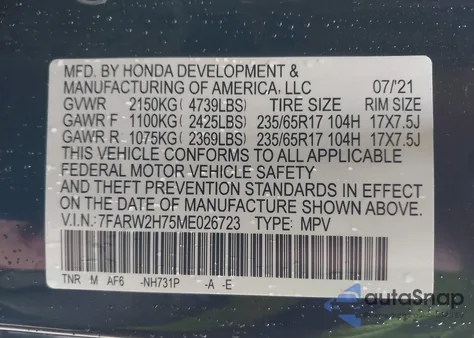 MFD. BY HONDA DEVELOPMENT &
MANUFACTURING OF AMERICA, LLC 07/'21
GVWR 2150KG( 4739LBS) TIRE SIZE RIM SIZE
GAWR F 1100KG( 2425LBS) 235/65R17 104H 17X7.5J
GAWR R 1075KG( 2369LBS) 235/65R17 104H 17X7.5J
THIS VEHICLE CONFORMS TO ALL APPLICABLE
FEDERAL MOTOR VEHICLE SAFETY
AND THEFT PREVENTION STANDARDS IN EFFECT
ON THE DATE OF MANUFACTURE SHOWN ABOVE.
V.I.N.: 7FARW2H75ME026723 TYPE: MPV
TNR M AF6 -NH731P -A -E
autoSnap